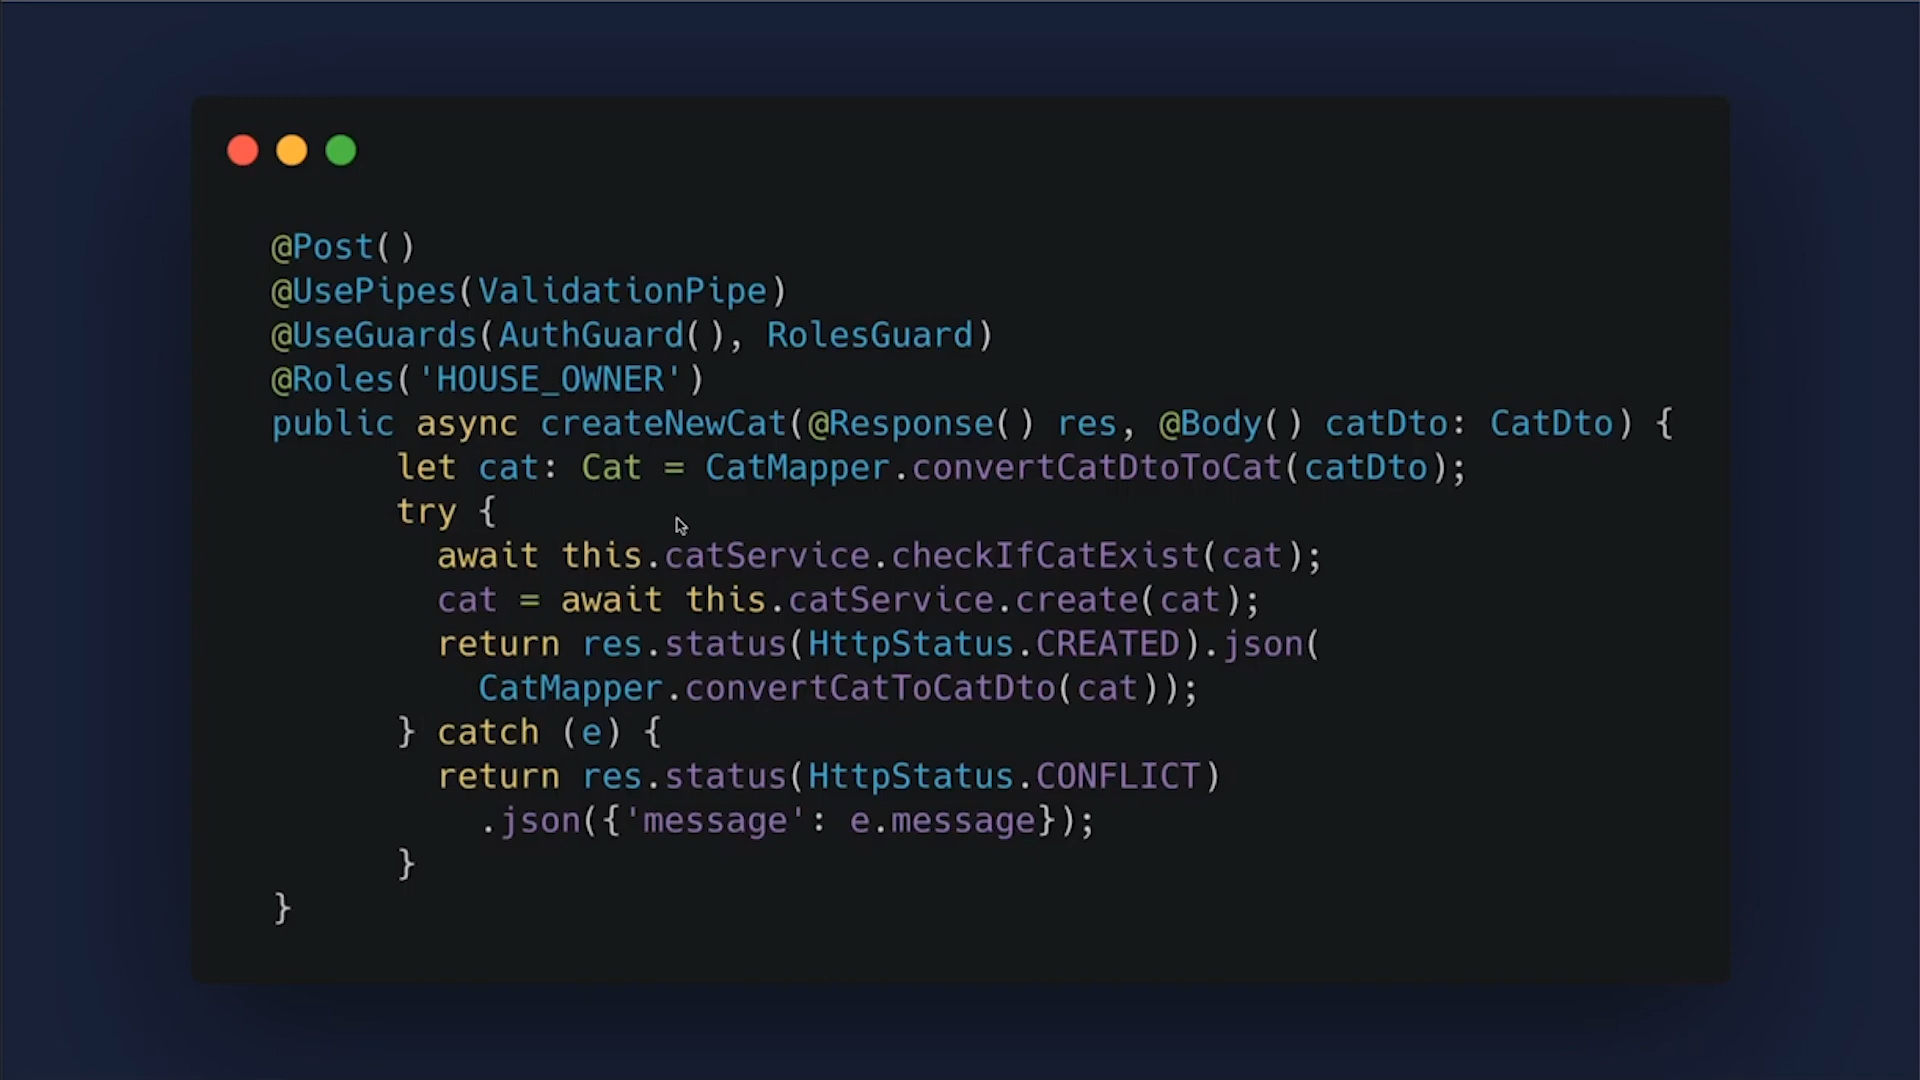 @Post()
@UsePipes(ValidationPipe)
@UseGuards(AuthGuard(), RolesGuard)
@Roles('HOUSE_OWNER')
public async createNewCat(@Response() res, @Body() catDto: CatDto) {
let cat: Cat = CatMapper.convertCatDtoToCat(catDto);
try {
await this.catService.checkIfCatExist(cat);
cat = await this.catService.create(cat);
return res.status(HttpStatus.CREATED).json(
CatMapper.convertCatToCatDto(cat));
} catch (e) {
return res.status(HttpStatus.CONFLICT)
.json({'message': e.message});
}
}